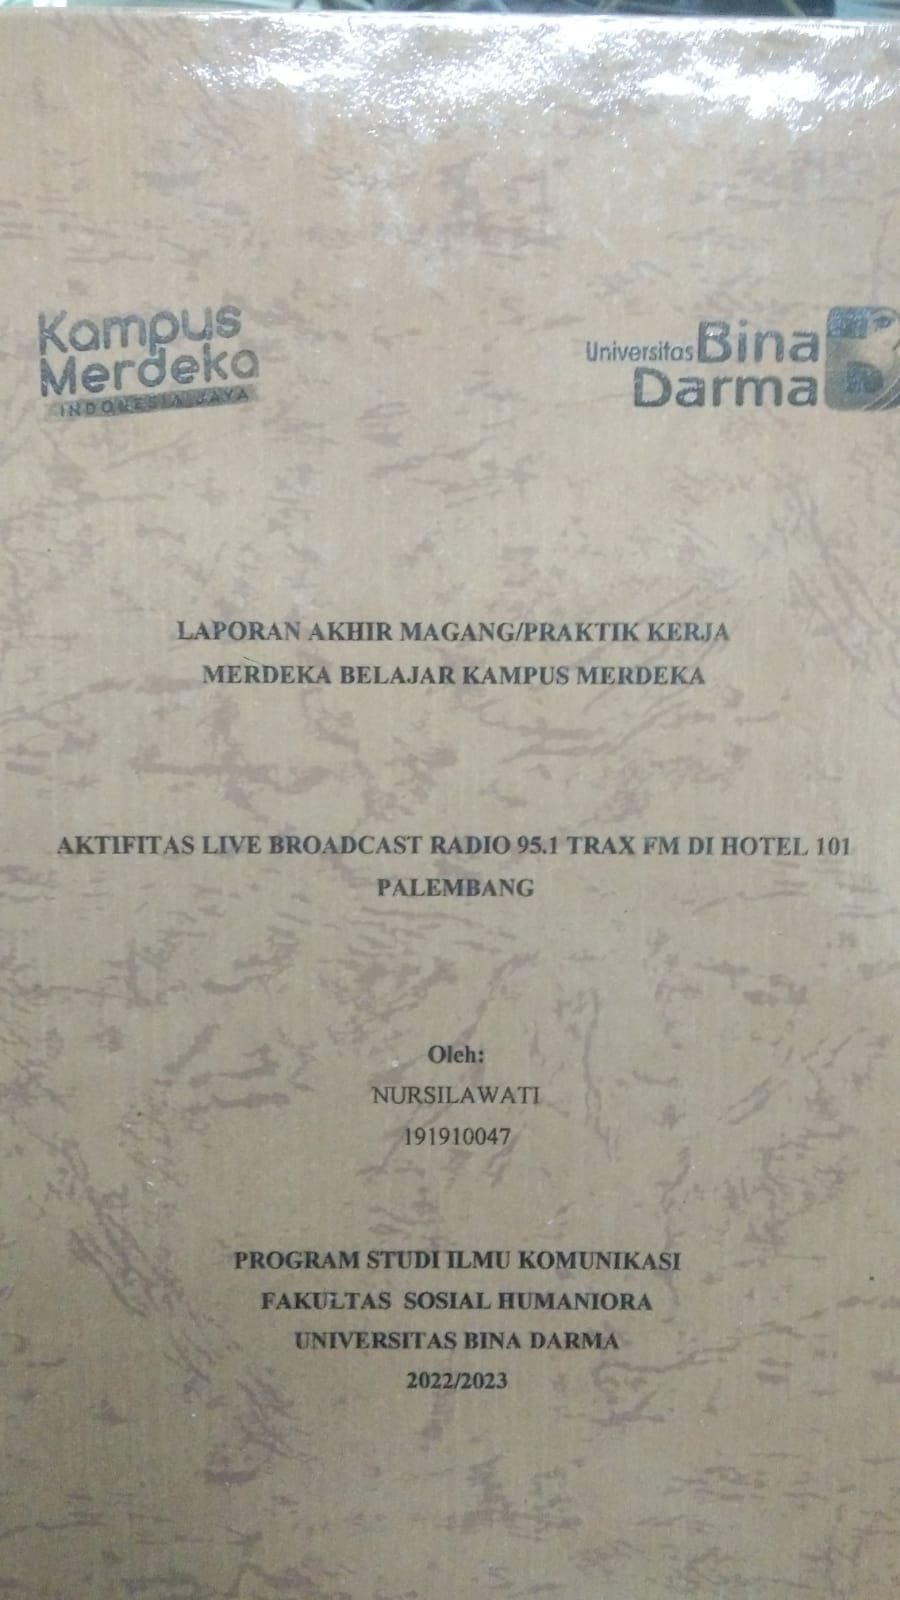 Kampus
Merdeka
INDONESIA JAYA
Universitas Bina
Darma
LAPORAN AKHIR MAGANG/PRAKTIK KERJA
MERDEKA BELAJAR KAMPUS MERDEKA
AKTIFITAS LIVE BROADCAST RADIO 95.1 TRAX FM DI HOTEL 101
PALEMBANG
Oleh:
NURSILAWATI
191910047
PROGRAM STUDI ILMU KOMUNIKASI
FAKULTAS SOSIAL HUMANIORA
UNIVERSITAS BINA DARMA
2022/2023